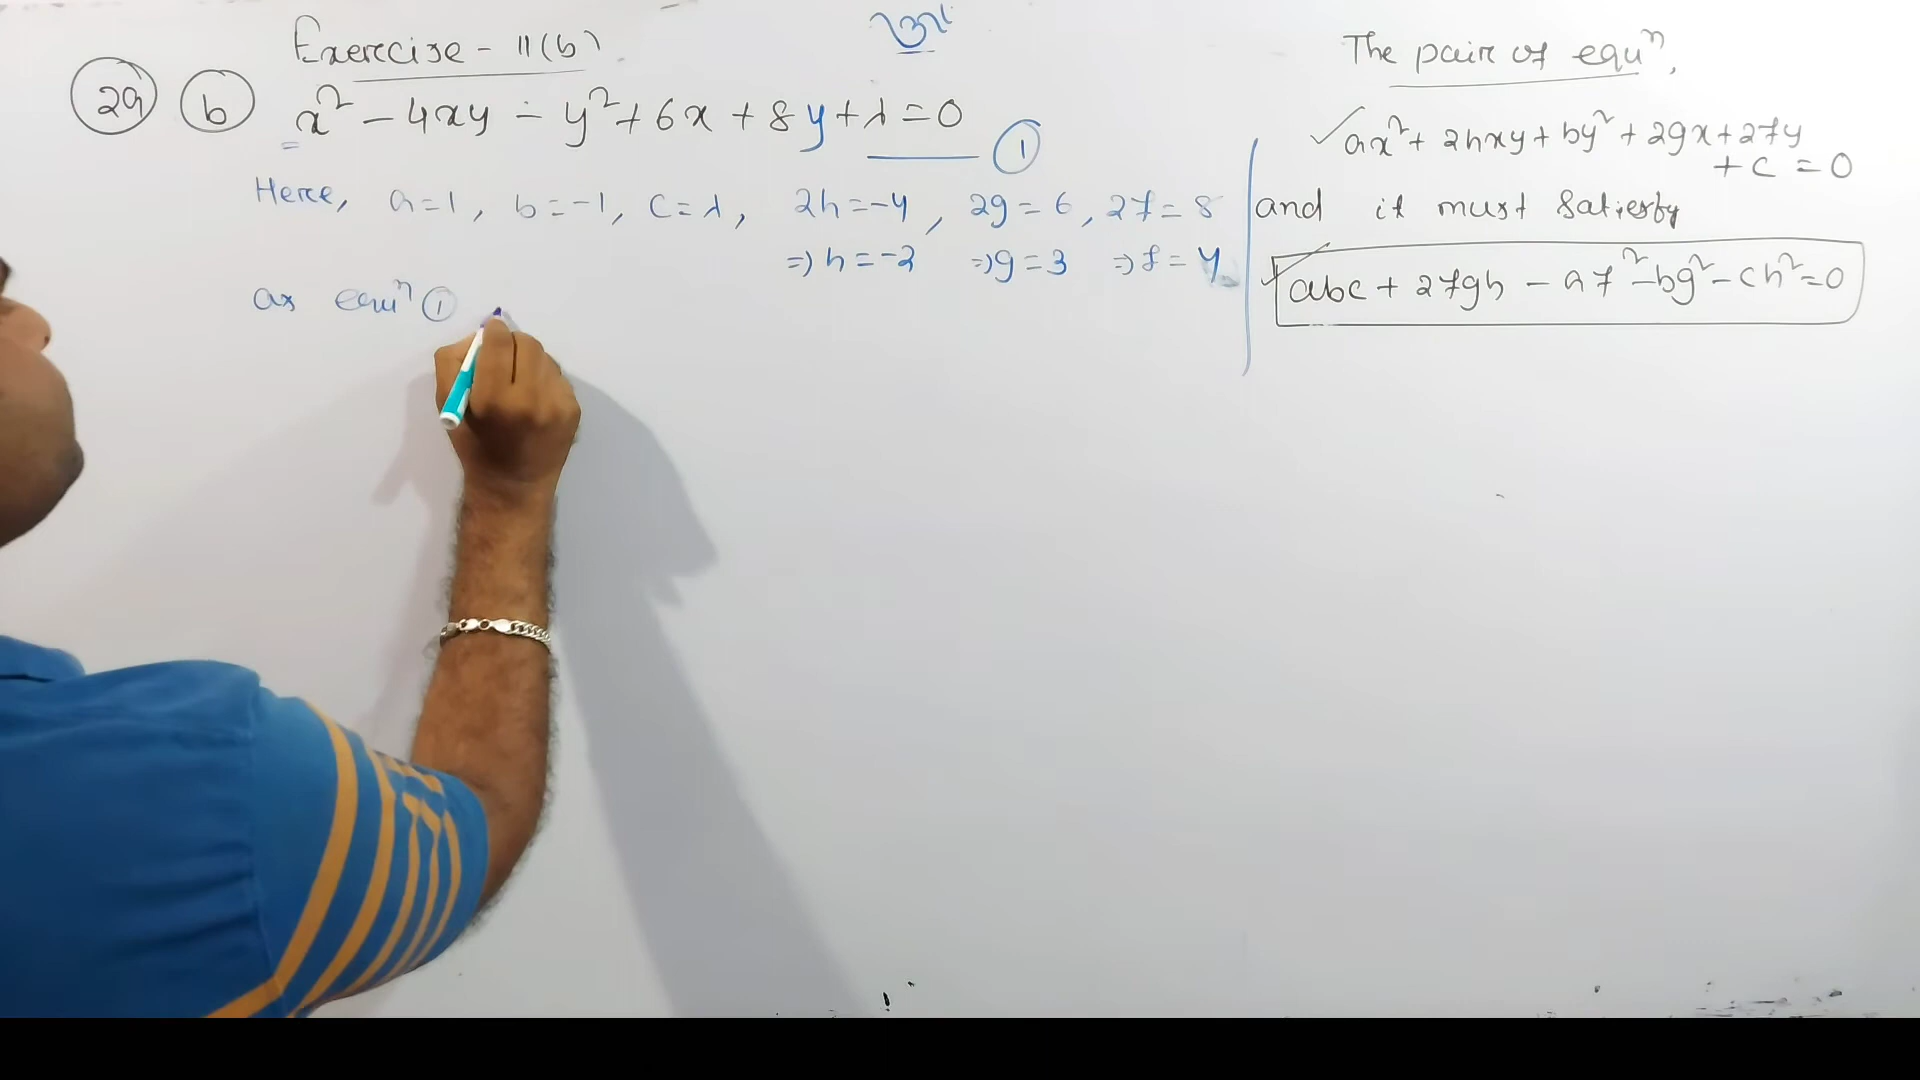 Exercise - 11(b)
29 b x² - 4xy - y² + 6x + 8y + λ = 0 ①
Here, a=1, b=-1, c=λ, 2h=-4, 2g=6, 2f=8
⇒ h=-2 ⇒ g=3 ⇒ f=4
as equⁿ ①
The pair of equⁿ,
✓ax² + 2hxy + by² + 2gx + 2fy
+ c = 0
and it must satisfy
✓abc + 2fgh - af² - bg² - ch² = 0